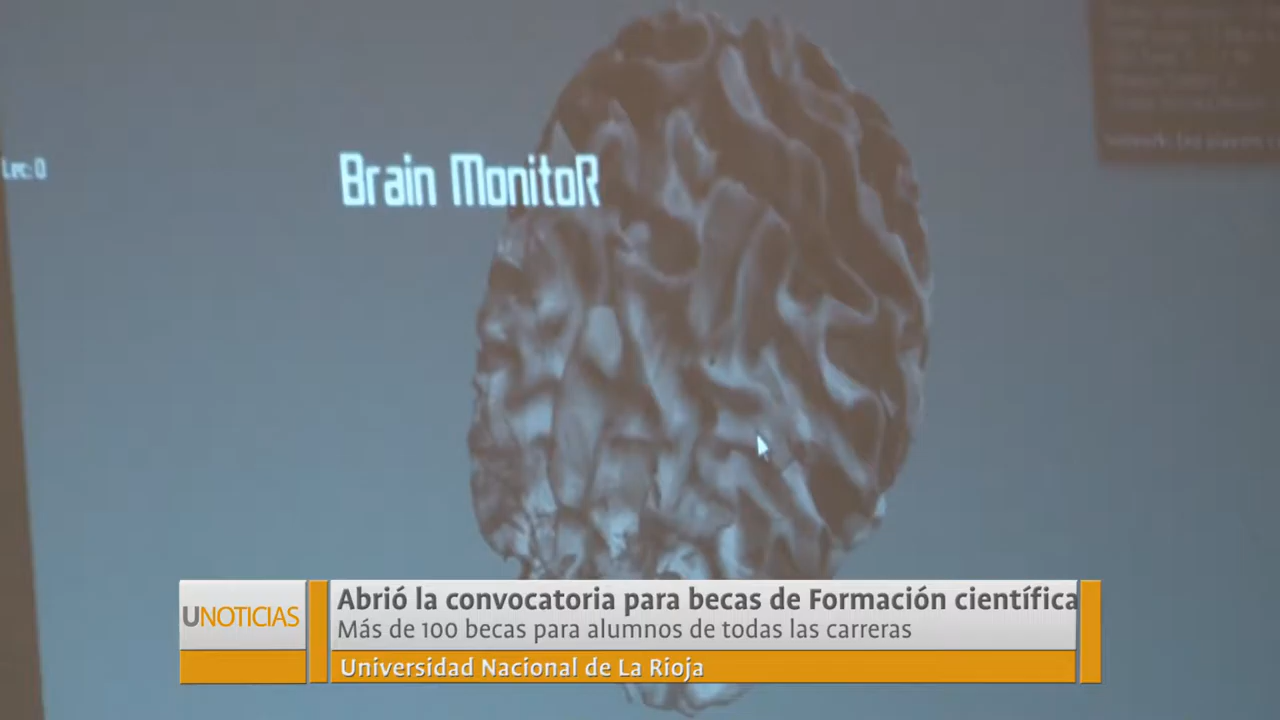 Lec: 0
Brain MonitoR
UNOTICIAS
Abrió la convocatoria para becas de Formación científica
Más de 100 becas para alumnos de todas las carreras
Universidad Nacional de La Rioja